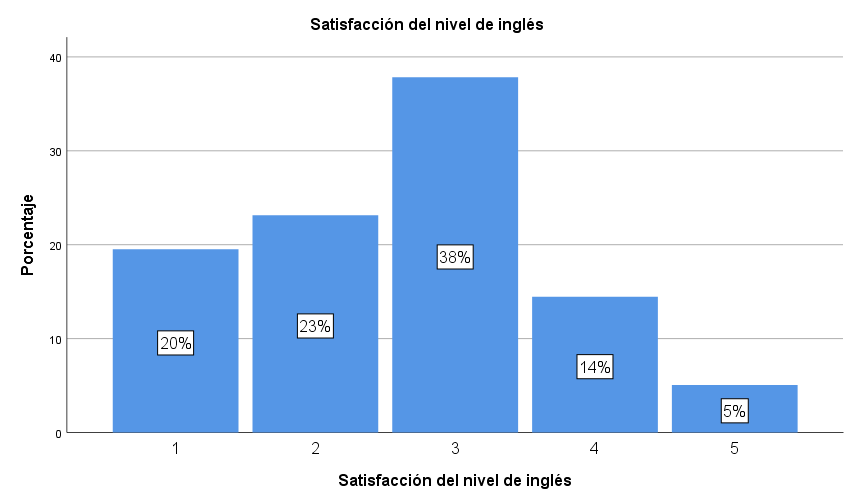 Satisfacción del nivel de inglés
Porcentaje
40
30
20
10
0
20%
23%
38%
14%
5%
1 2 3 4 5
Satisfacción del nivel de inglés